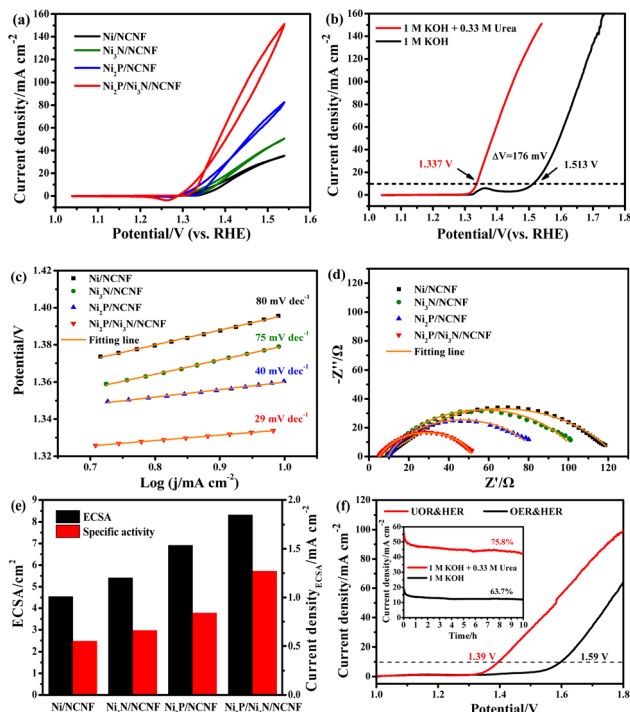 (a)
Ni/NCNF
Ni3N/NCNF
Ni2P/NCNF
Ni2P/Ni3N/NCNF
Current density/mA cm-2
160
140
120
100
80
60
40
20
0
1.0 1.1 1.2 1.3 1.4 1.5 1.6
Potential/V (vs. RHE)
(b)
1 M KOH + 0.33 M Urea
1 M KOH
Current density/mA cm-2
160
140
120
100
80
60
40
20
0
ΔV=176 mV
1.337 V
1.513 V
1.0 1.1 1.2 1.3 1.4 1.5 1.6 1.7 1.8
Potential/V(vs. RHE)
(c)
Ni/NCNF
Ni3N/NCNF
Ni2P/NCNF
Ni2P/Ni3N/NCNF
Fitting line
80 mV dec-1
75 mV dec-1
40 mV dec-1
29 mV dec-1
Potential/V
1.42
1.40
1.38
1.36
1.34
1.32
0.7 0.8 0.9 1.0
Log (j/mA cm-2)
(d)
Ni/NCNF
Ni3N/NCNF
Ni2P/NCNF
Ni2P/Ni3N/NCNF
Fitting line
-Z''/Ω
-120
-100
-80
-60
-40
-20
0
0 20 40 60 80 100 120
Z'/Ω
(e)
ECSA
Specific activity
ECSA/cm2
9
8
7
6
5
4
3
2
1
0
2.0
1.5
1.0
0.5
0.0
Current densityECSA/mA cm-2
Ni/NCNF Ni3N/NCNF Ni2P/NCNF Ni2P/Ni3N/NCNF
(f)
UOR&HER OER&HER
Current density/mA cm-2
120
100
80
60
40
20
0
Current density/mA cm-2
60
50
40
30
20
10
0
75.8%
1 M KOH + 0.33 M Urea
1 M KOH
63.7%
0 1 2 3 4 5 6 7 8 9 10
Time/h
1.39 V
1.59 V
1.0 1.2 1.4 1.6 1.8
Potential/V